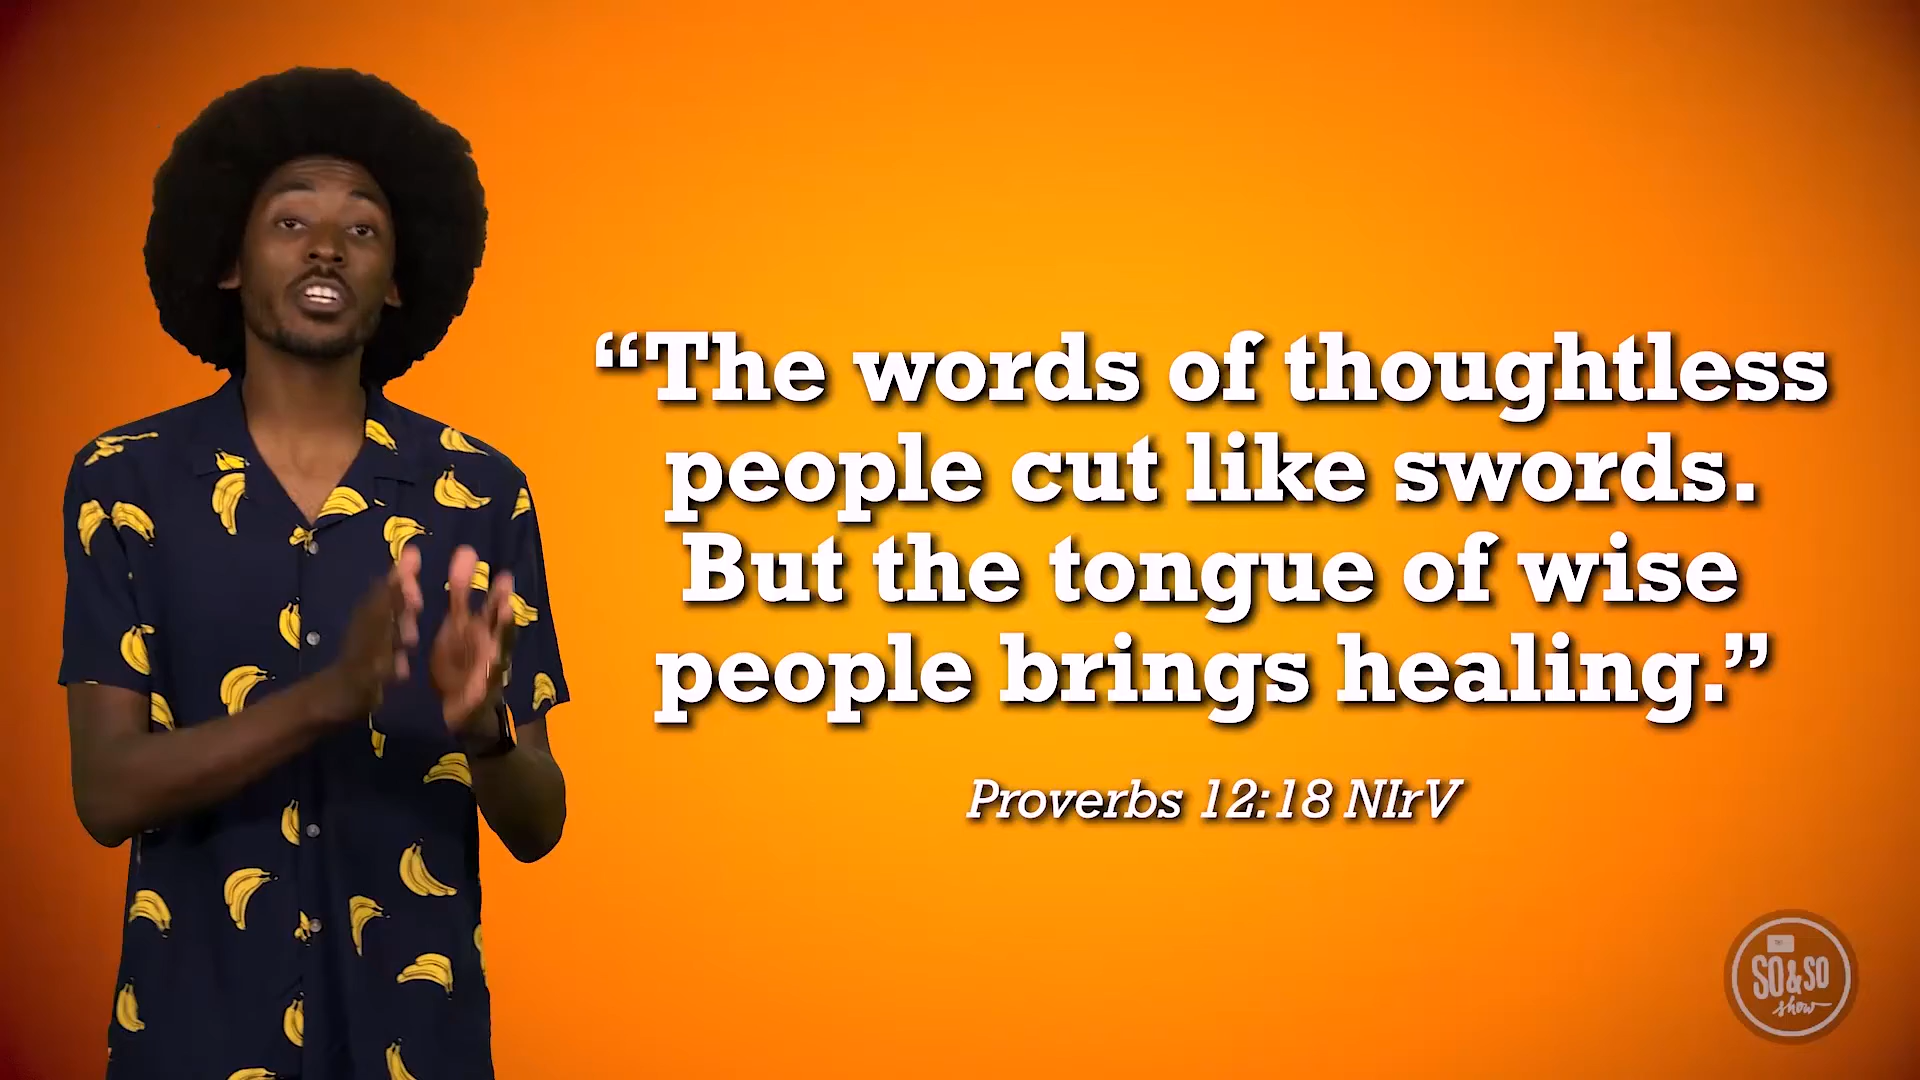 “The words of thoughtless
people cut like swords.
But the tongue of wise
people brings healing.”
Proverbs 12:18 NIrV
SO & SO
show